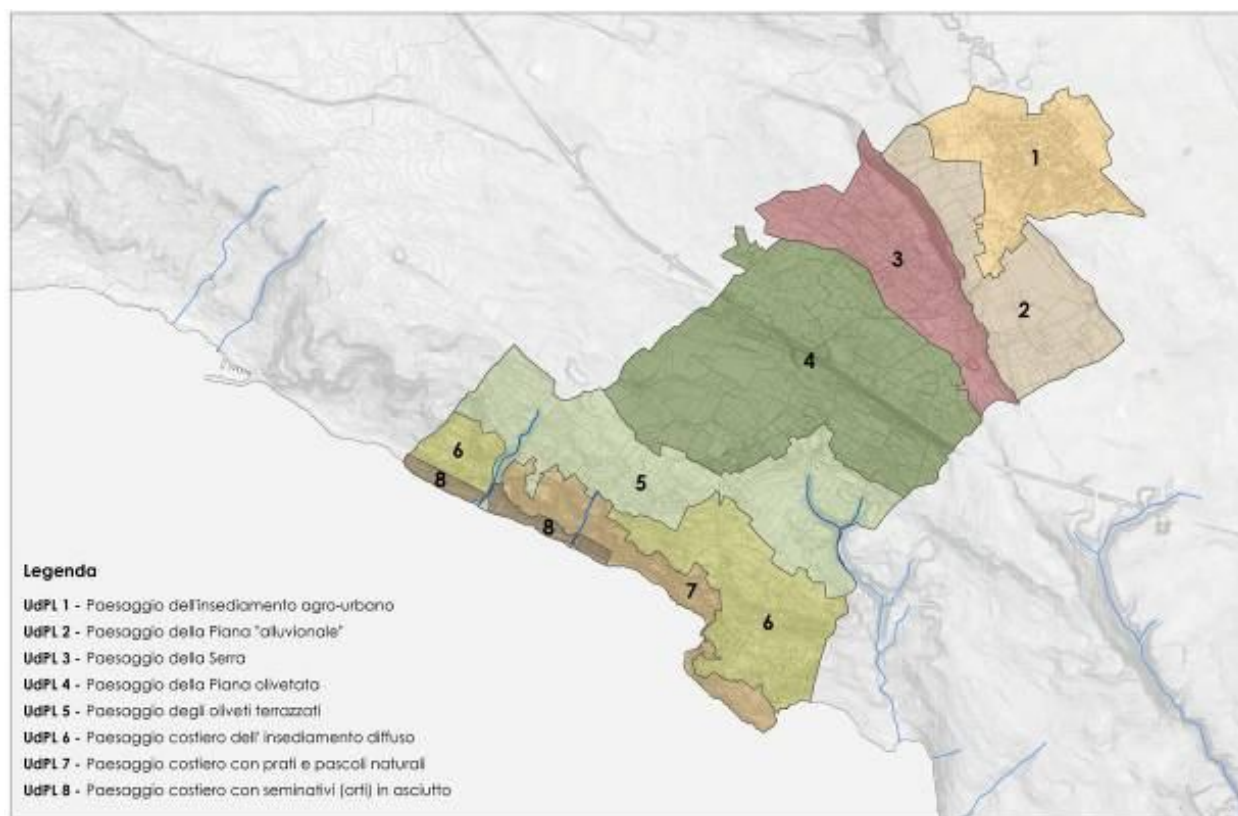 1
3
2
4
6
5
8
8
7
6
Legenda
UdPL 1 - Paesaggio dell'insediamento agro-urbano
UdPL 2 - Paesaggio della Piana "alluvionale"
UdPL 3 - Paesaggio della Serra
UdPL 4 - Paesaggio della Piana olivetata
UdPL 5 - Paesaggio degli oliveti terrazzati
UdPL 6 - Paesaggio costiero dell' insediamento diffuso
UdPL 7 - Paesaggio costiero con prati e pascoli naturali
UdPL 8 - Paesaggio costiero con seminativi (orti) in asciutto